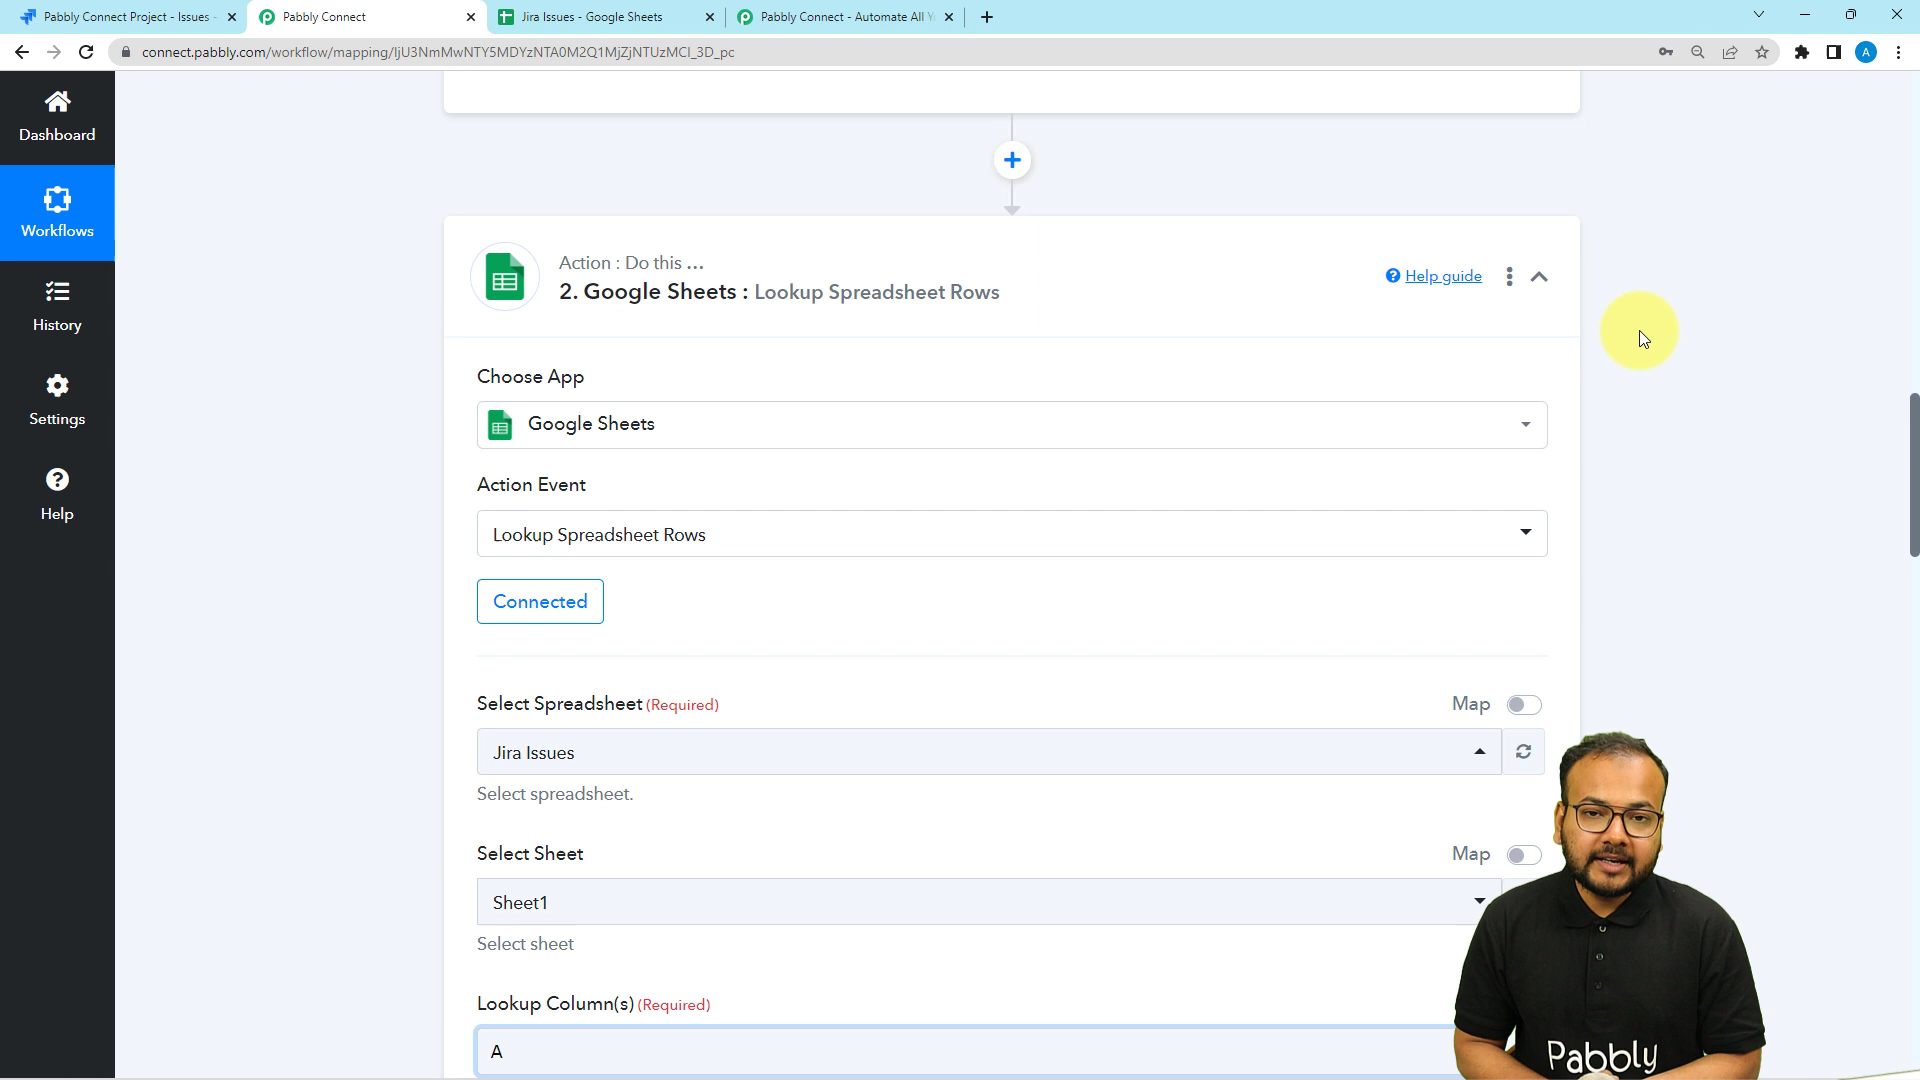 Pabbly Connect Project - Issues -
Pabbly Connect
Jira Issues - Google Sheets
Pabbly Connect - Automate All Y
connect.pabbly.com/workflow/mapping/IjU3NmMwNTY5MDYzNTA0M2Q1MjZjNTUzMCI_3D_pc
A
Dashboard
Workflows
History
Settings
Help
Action : Do this ...
2. Google Sheets : Lookup Spreadsheet Rows
Help guide
Choose App
Google Sheets
Action Event
Lookup Spreadsheet Rows
Connected
Select Spreadsheet (Required)
Map
Jira Issues
Select spreadsheet.
Select Sheet
Map
Sheet1
Select sheet
Lookup Column(s) (Required)
A
Pabbly